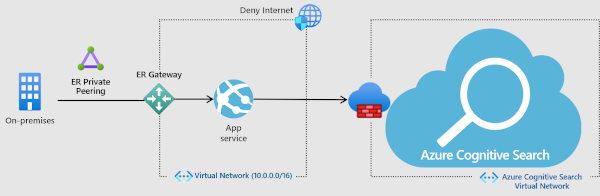 Deny Internet
ER Private
Peering
ER Gateway
On-premises
App
service
Azure Cognitive Search
Virtual Network (10.0.0.0/16)
Azure Cognitive Search
Virtual Network